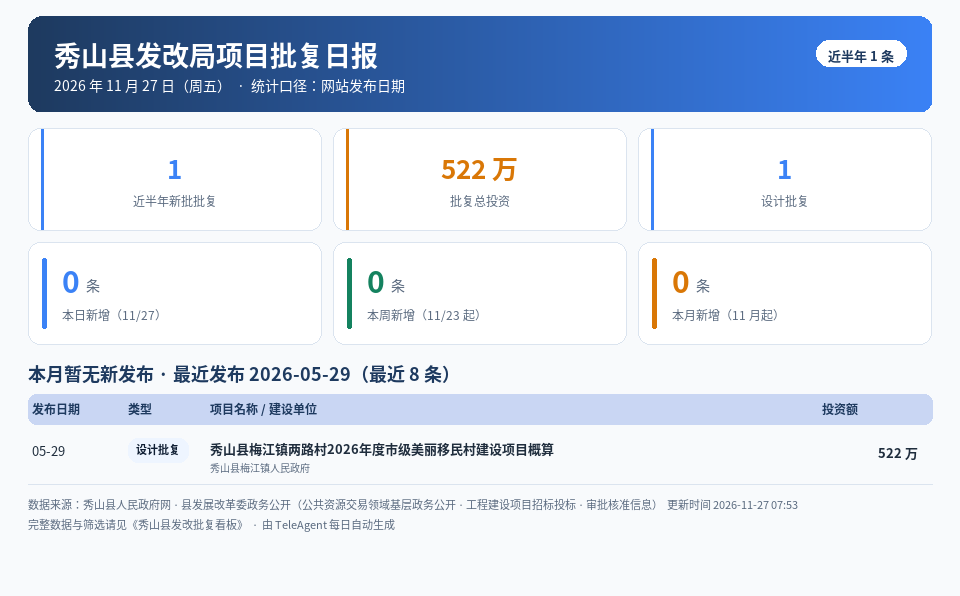 秀山县发改局项目批复日报
近半年 1 条
2026 年 11 月 27 日（周五） · 统计口径：网站发布日期
1
近半年新批批复
522 万
批复总投资
1
设计批复
0 条
本日新增（11/27）
0 条
本周新增（11/23 起）
0 条
本月新增（11 月起）
本月暂无新发布 · 最近发布 2026-05-29（最近 8 条）
发布日期 类型 项目名称 / 建设单位 投资额
05-29 设计批复 秀山县梅江镇两路村2026年度市级美丽移民村建设项目概算 522 万
秀山县梅江镇人民政府
数据来源：秀山县人民政府网 · 县发展改革委政务公开（公共资源交易领域基层政务公开 · 工程建设项目招标投标 · 审批核准信息） 更新时间 2026-11-27 07:53
完整数据与筛选请见《秀山县发改批复看板》 · 由 TeleAgent 每日自动生成